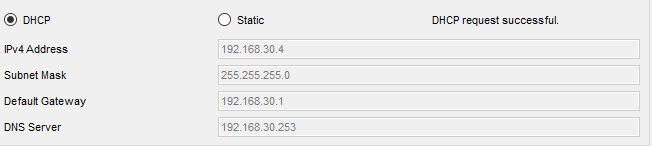 DHCP Static DHCP request successful.
IPv4 Address 192.168.30.4
Subnet Mask 255.255.255.0
Default Gateway 192.168.30.1
DNS Server 192.168.30.253